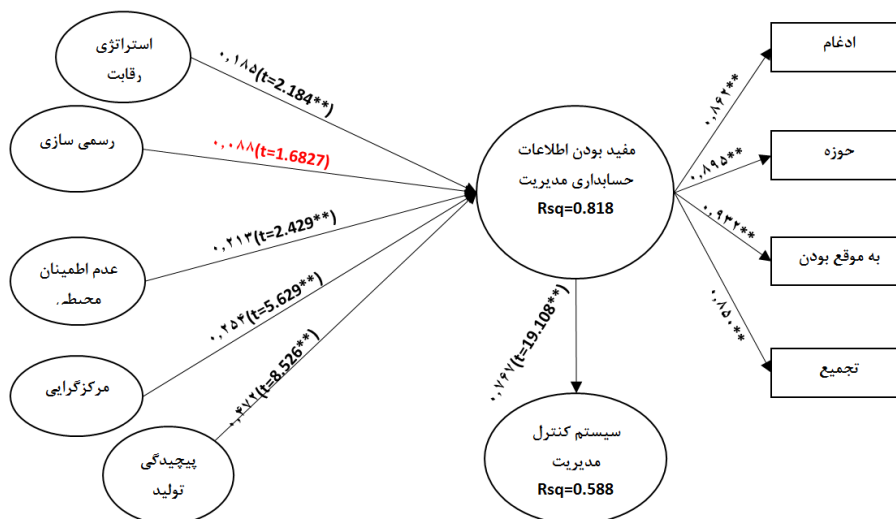 استراتژی
رقابت
رسمی سازی
عدم اطمینان
محیطی
مرکزگرایی
پیچیدگی
تولید
۰,۱۸۵(t=2.184**)
۰,۰۸۸(t=1.6827)
۰,۲۱۳(t=2.429**)
۰,۲۵۴(t=5.629**)
۰,۴۷۲(t=8.526**)
مفید بودن اطلاعات
حسابداری مدیریت
Rsq=0.818
۰,۷۶۷(t=19.108**)
سیستم کنترل
مدیریت
Rsq=0.588
۰,۸۶۲**
۰,۸۹۵**
۰,۹۳۲**
۰,۸۵۰**
ادغام
حوزه
به موقع بودن
تجمیع